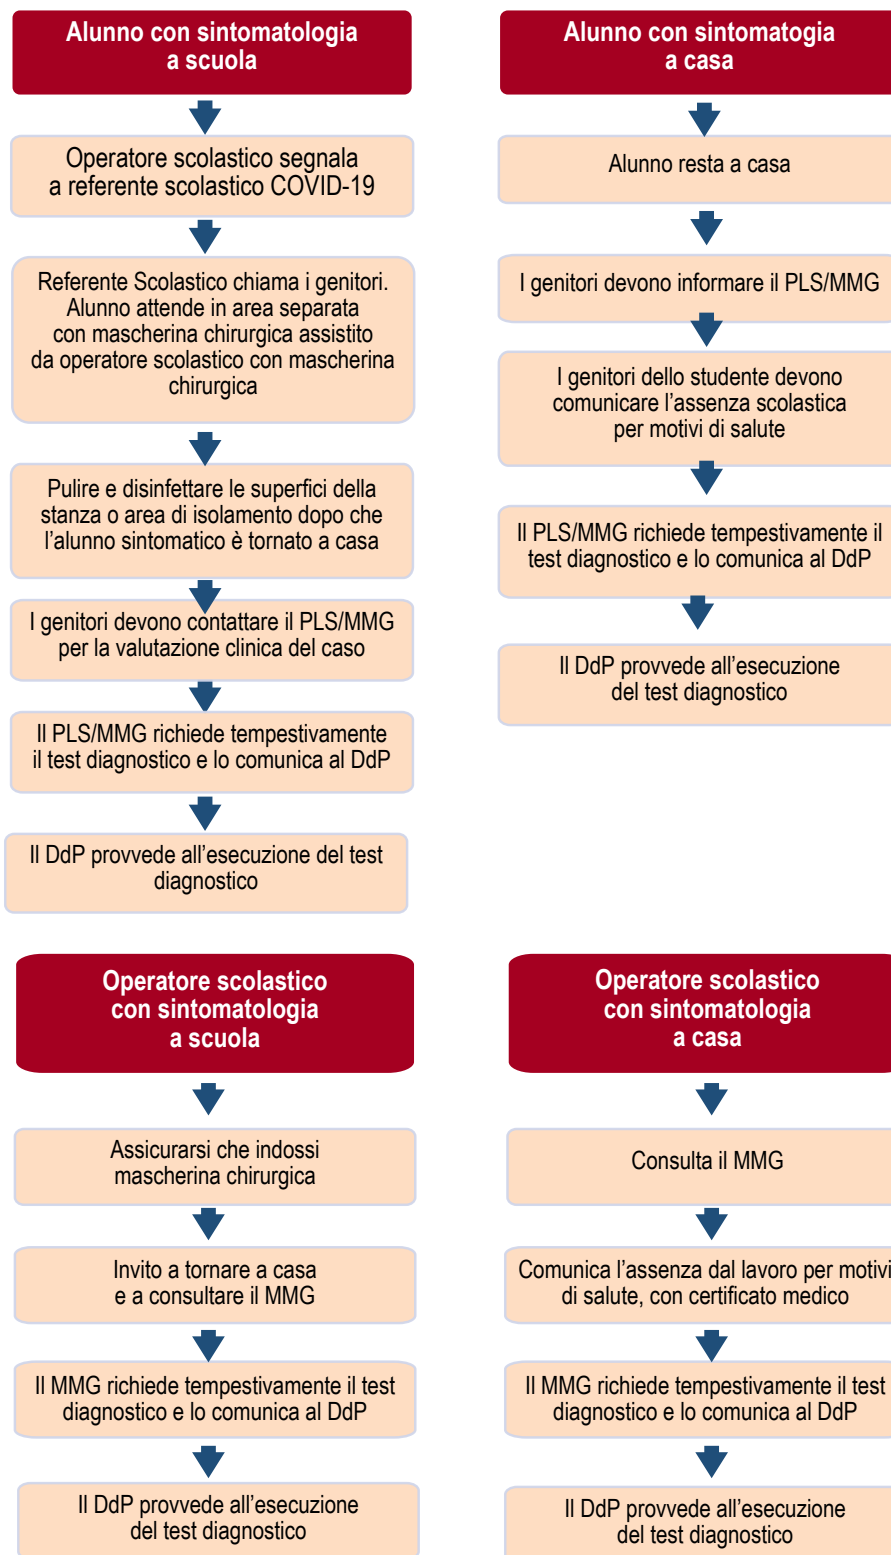 Alunno con sintomatologia
a scuola
Operatore scolastico segnala
a referente scolastico COVID-19
Referente Scolastico chiama i genitori.
Alunno attende in area separata
con mascherina chirurgica assistito
da operatore scolastico con mascherina
chirurgica
Pulire e disinfettare le superfici della
stanza o area di isolamento dopo che
l’alunno sintomatico è tornato a casa
I genitori devono contattare il PLS/MMG
per la valutazione clinica del caso
Il PLS/MMG richiede tempestivamente
il test diagnostico e lo comunica al DdP
Il DdP provvede all’esecuzione del test
diagnostico
Alunno con sintomatogia
a casa
Alunno resta a casa
I genitori devono informare il PLS/MMG
I genitori dello studente devono
comunicare l’assenza scolastica
per motivi di salute
Il PLS/MMG richiede tempestivamente il
test diagnostico e lo comunica al DdP
Il DdP provvede all’esecuzione
del test diagnostico
Operatore scolastico
con sintomatologia
a scuola
Assicurarsi che indossi
mascherina chirurgica
Invito a tornare a casa
e a consultare il MMG
Il MMG richiede tempestivamente il test
diagnostico e lo comunica al DdP
Il DdP provvede all’esecuzione
del test diagnostico
Operatore scolastico
con sintomatologia
a casa
Consulta il MMG
Comunica l’assenza dal lavoro per motivi
di salute, con certificato medico
Il MMG richiede tempestivamente il test
diagnostico e lo comunica al DdP
Il DdP provvede all’esecuzione
del test diagnostico